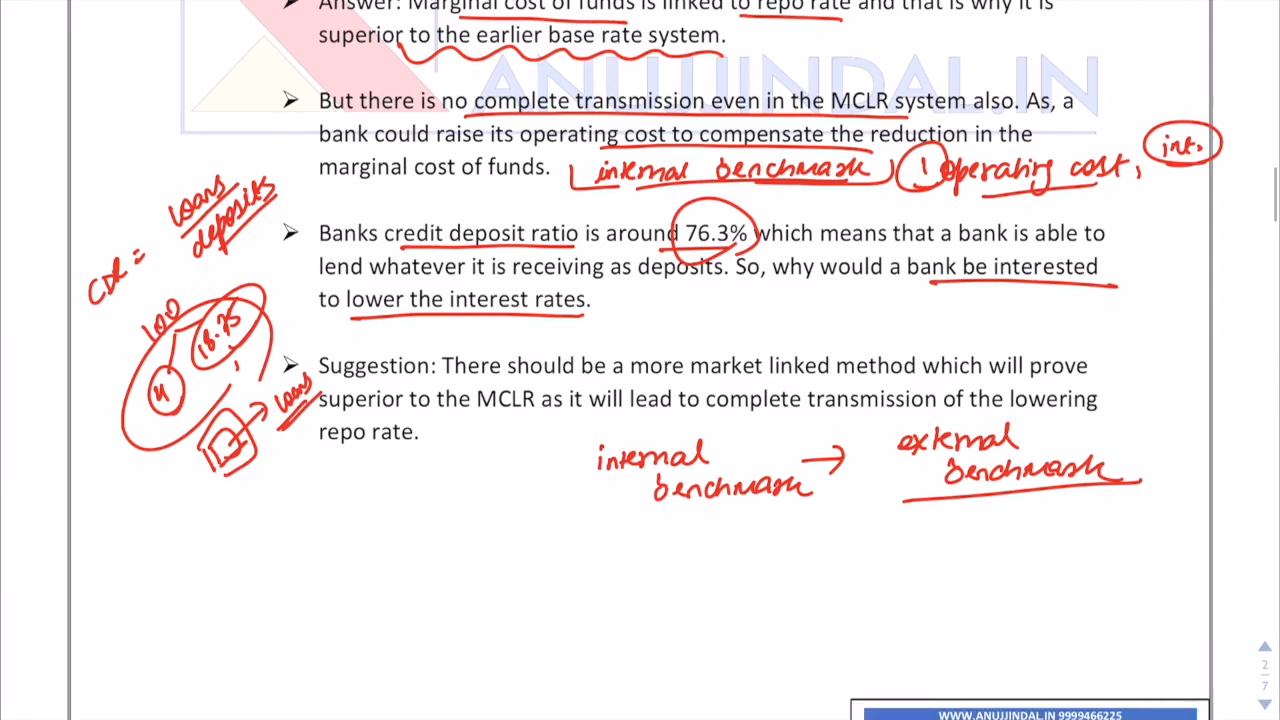 Answer: Marginal cost of funds is linked to repo rate and that is why it is
superior to the earlier base rate system.
ANUJJINDAL.IN
But there is no complete transmission even in the MCLR system also. As, a
bank could raise its operating cost to compensate the reduction in the
marginal cost of funds.
internal benchmark
1 operating cost,
int.
CDR = loans
deposits
Banks credit deposit ratio is around 76.3% which means that a bank is able to
lend whatever it is receiving as deposits. So, why would a bank be interested
to lower the interest rates.
100
18.25
4
loans
Suggestion: There should be a more market linked method which will prove
superior to the MCLR as it will lead to complete transmission of the lowering
repo rate.
internal
benchmark → external
benchmark
2
7
WWW.ANUJJINDAL.IN 9999466225